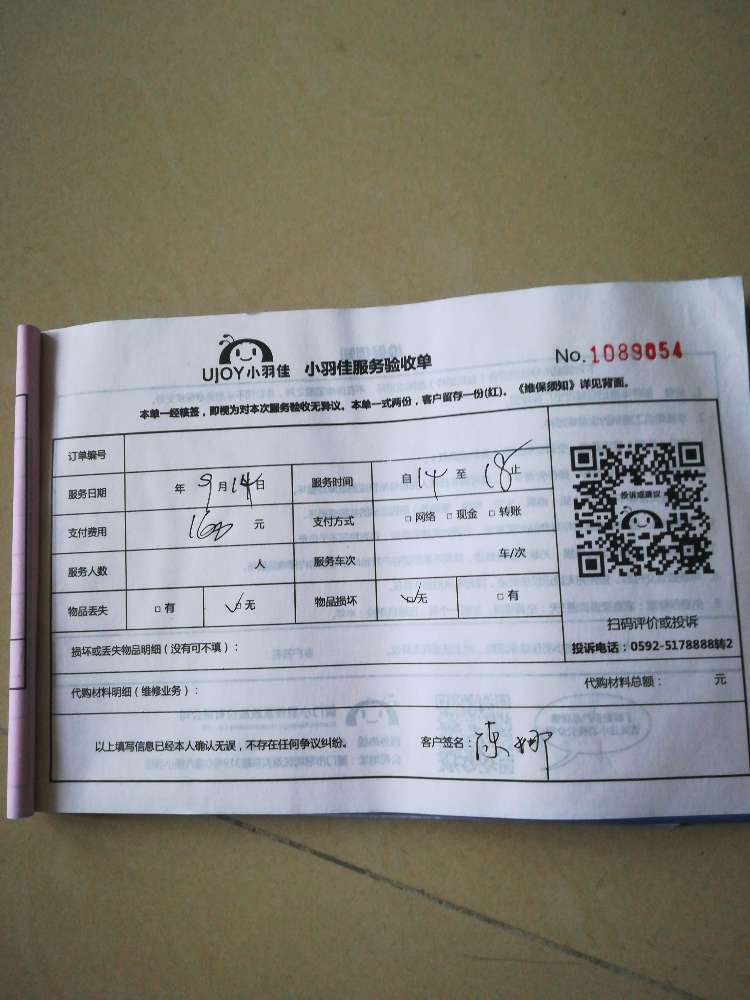 UJOY小羽佳 小羽佳服务验收单 No.1089054
本单一经核签，即视为对本次服务验收无异议。本单一式两份，客户留存一份(红)。《维保须知》详见背面。
订单编号
服务日期 年 9 月 14 日 服务时间 自 14 至 18 止
支付费用 160 元 支付方式 □ 网络 □ 现金 □ 转账
服务人数 人 服务车次 车/次
物品丢失 □ 有 ☑ 无 物品损坏 ☑ 无 □ 有
投诉或建议
扫码评价或投诉
投诉电话：0592-5178888转2
损坏或丢失物品明细（没有可不填）：
代购材料明细（维修业务）： 代购材料总额： 元
以上填写信息已经本人确认无误，不存在任何争议纠纷。 客户签名：陈娜